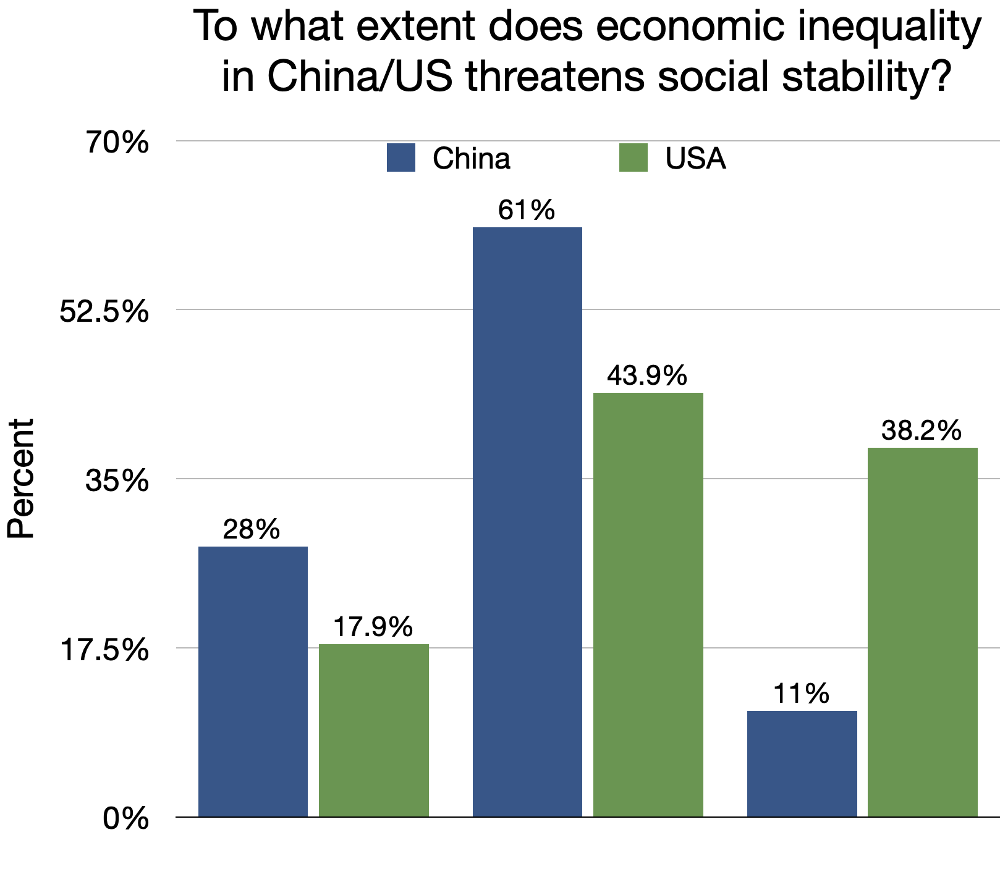 To what extent does economic inequality
in China/US threatens social stability?
70%
China
USA
61%
52.5%
43.9%
38.2%
35%
Percent
28%
17.9%
17.5%
11%
0%